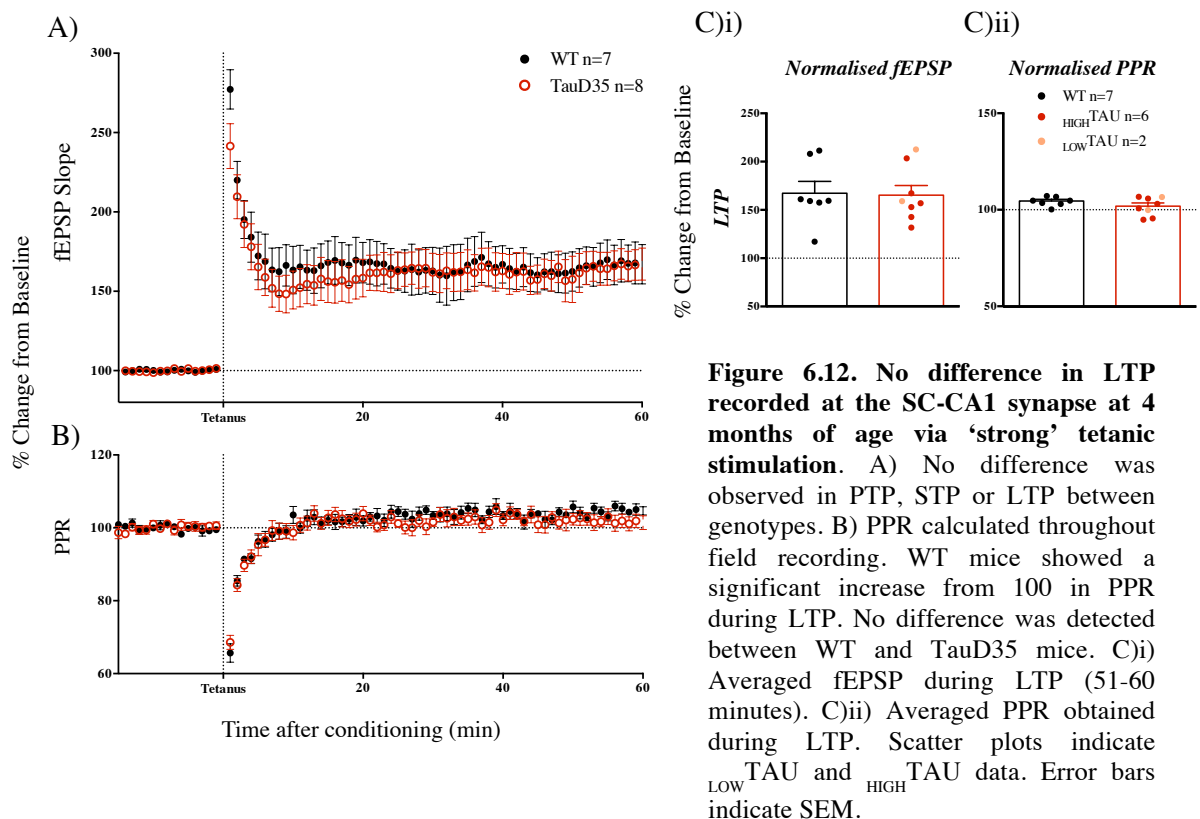 A)
fEPSP Slope
% Change from Baseline
300
250
200
150
100
WT n=7
TauD35 n=8
Tetanus
20
40
60
B)
PPR
120
100
80
60
Tetanus
20
40
60
Time after conditioning (min)
C)i
Normalised fEPSP
% Change from Baseline
LTP
250
200
150
100
50
C)ii
Normalised PPR
WT n=7
HIGHTAU n=6
LOWTAU n=2
100
50
Figure 6.12. No difference in LTP
recorded at the SC-CA1 synapse at 4
months of age via ‘strong’ tetanic
stimulation. A) No difference was
observed in PTP, STP or LTP between
genotypes. B) PPR calculated throughout
field recording. WT mice showed a
significant increase from 100 in PPR
during LTP. No difference was detected
between WT and TauD35 mice. C)i)
Averaged fEPSP during LTP (51-60
minutes). C)ii) Averaged PPR obtained
during LTP. Scatter plots indicate
LOWTAU and HIGHTAU data. Error bars
indicate SEM.